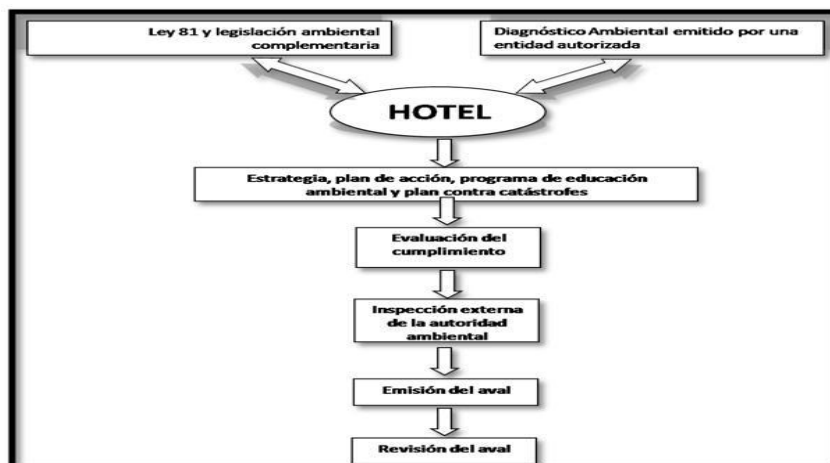 Ley 81 y legislación ambiental
complementaria
Diagnóstico Ambiental emitido por una
entidad autorizada
HOTEL
Estrategia, plan de acción, programa de educación
ambiental y plan contra catástrofes
Evaluación del
cumplimiento
Inspección externa
de la autoridad
ambiental
Emisión del aval
Revisión del aval